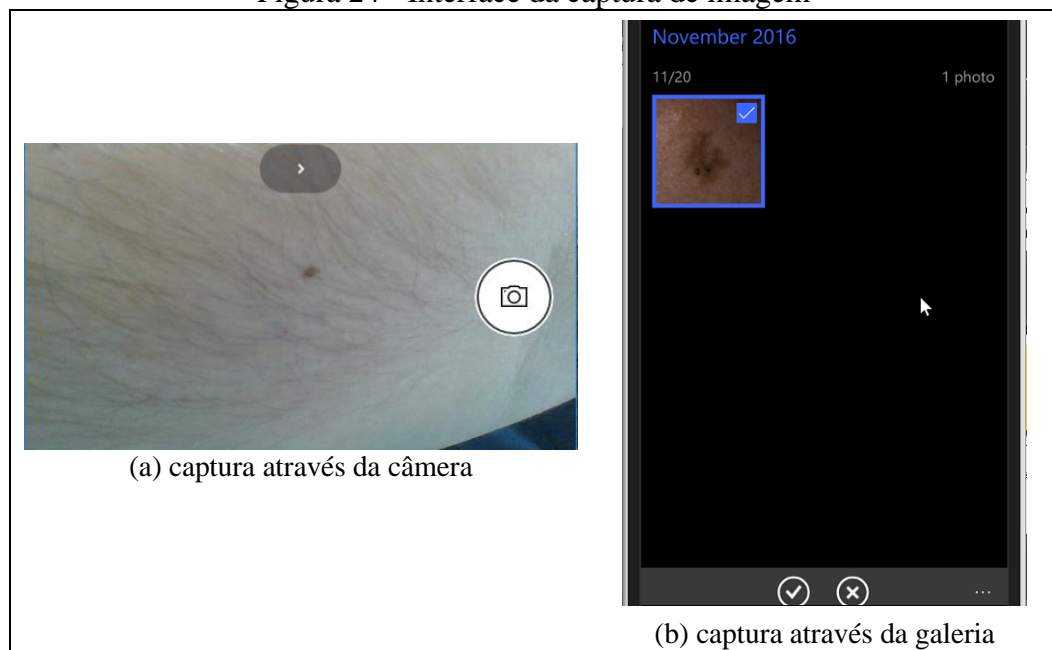 Figura 24 - Interface da captura de imagem
November 2016
11/20 1 photo
(a) captura através da câmera
(b) captura através da galeria